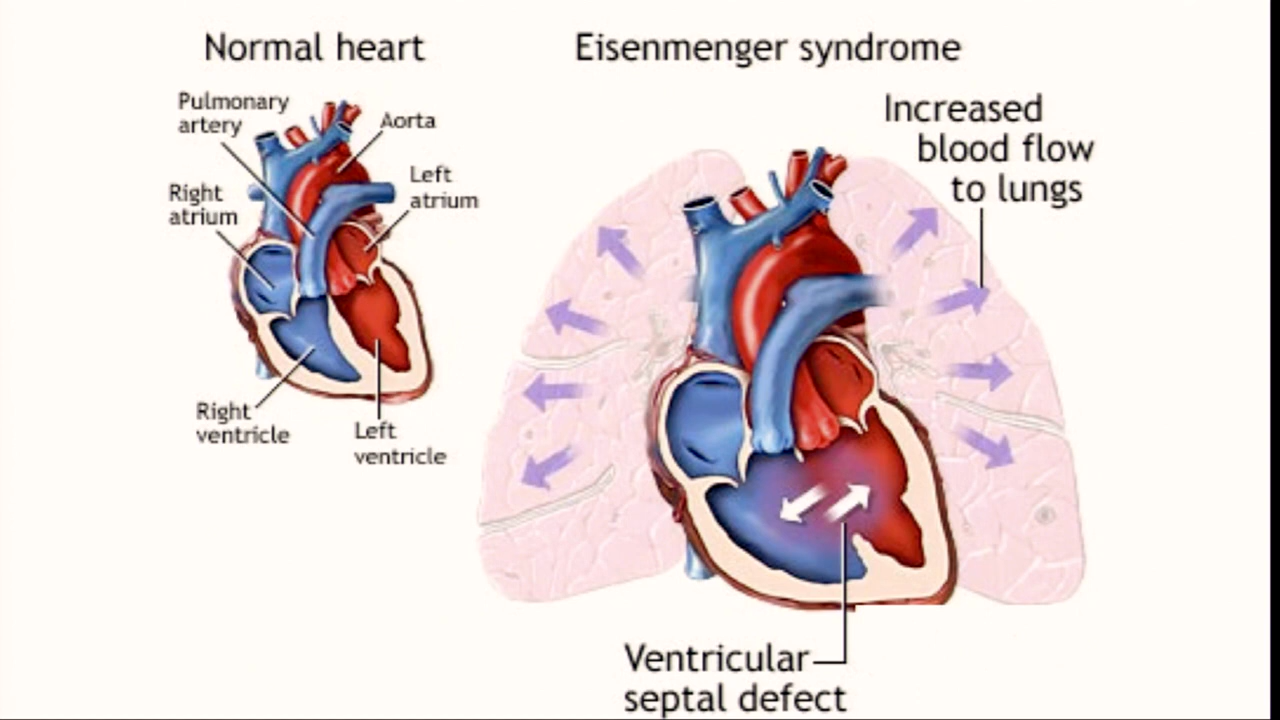 Normal heart
Pulmonary
artery
Aorta
Right
atrium
Left
atrium
Right
ventricle
Left
ventricle
Eisenmenger syndrome
Increased
blood flow
to lungs
Ventricular
septal defect